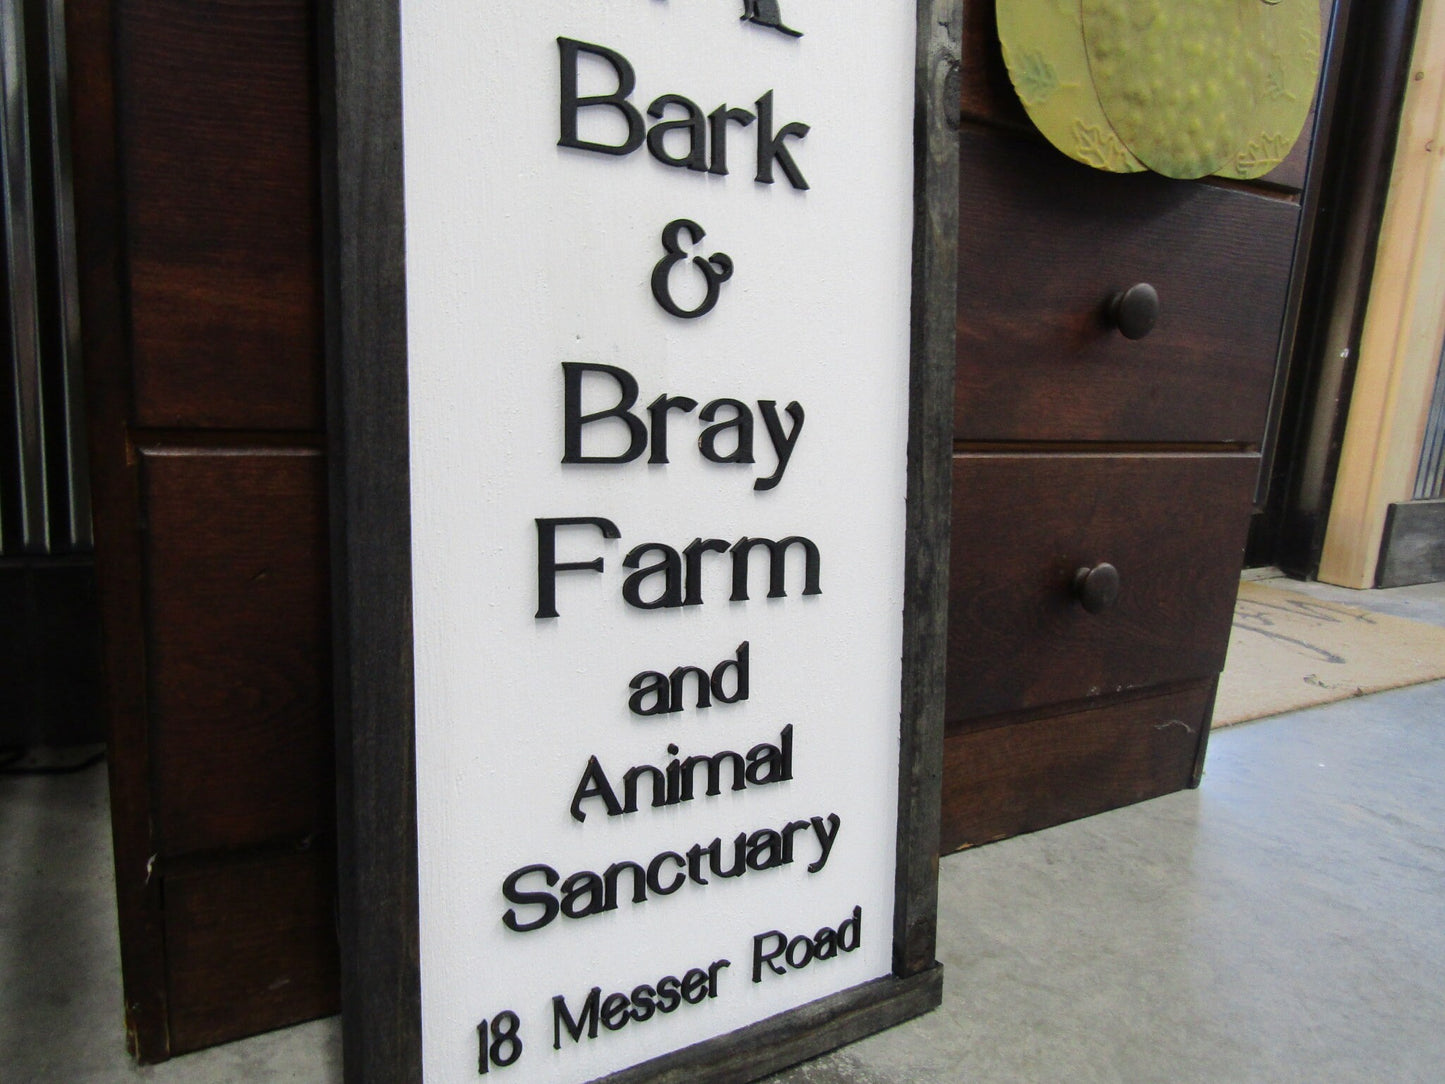 Bark
&
Bray
Farm
and
Animal
Sanctuary
18 Messer Road